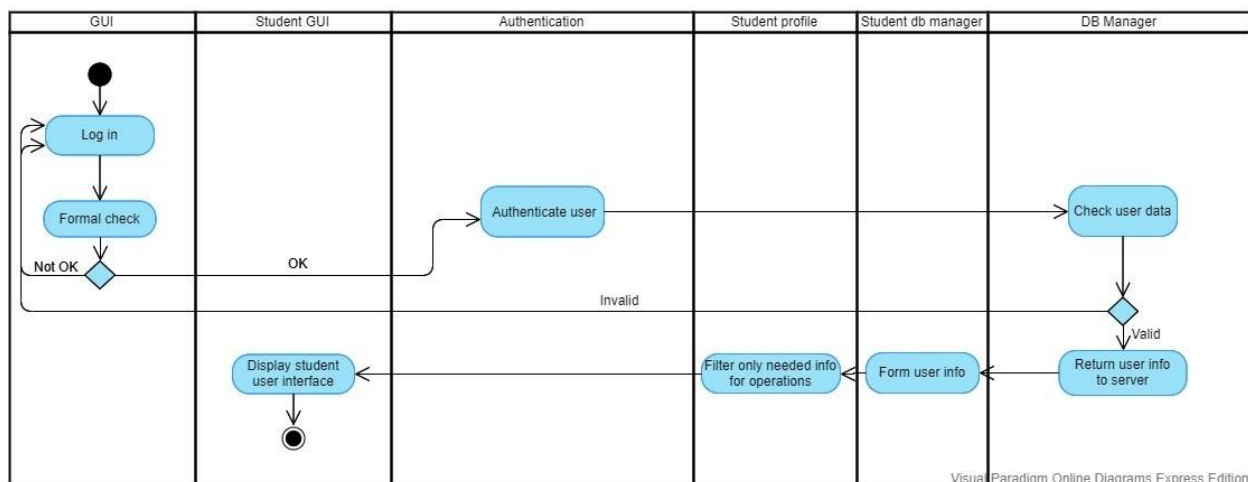 GUI
Student GUI
Authentication
Student profile
Student db manager
DB Manager
Log in
Formal check
Authenticate user
Check user data
Not OK
OK
Invalid
Valid
Display student
user interface
Filter only needed info
for operations
Form user info
Return user info
to server
Visual Paradigm Online Diagrams Express Edition